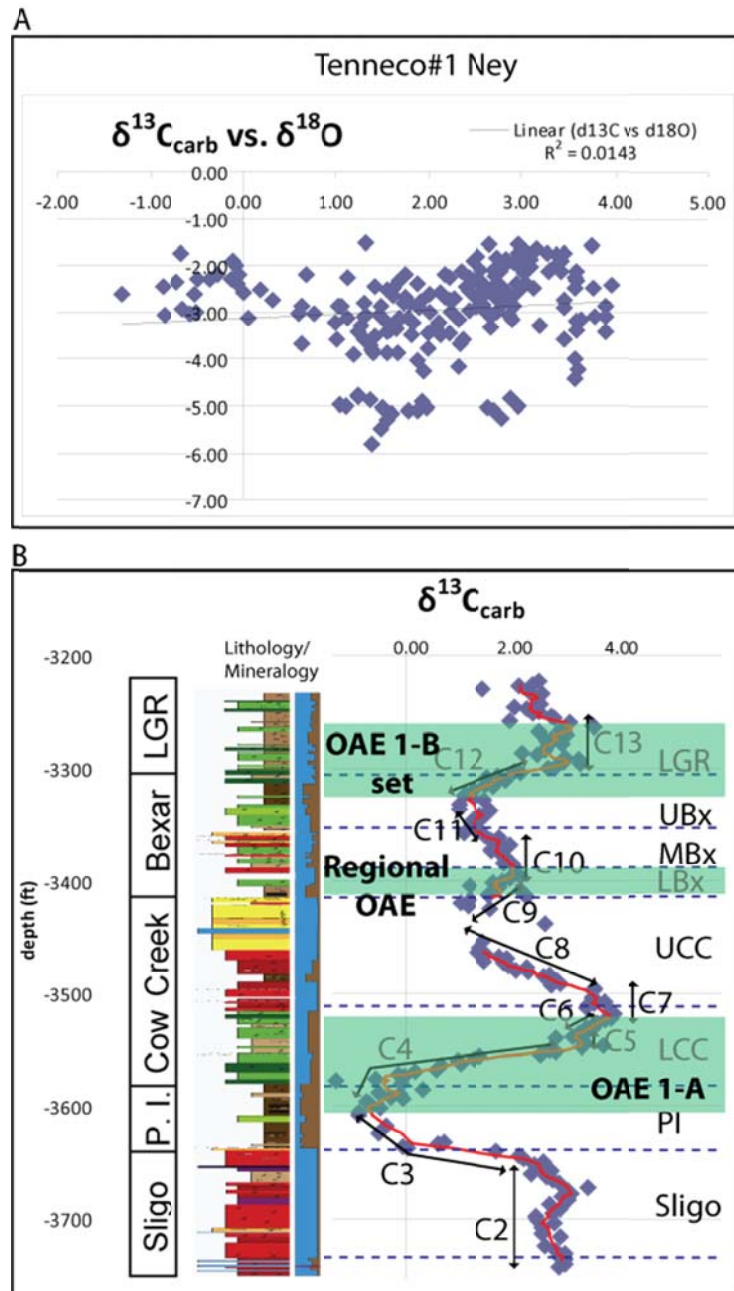 A
Tenneco#1 Ney
δ13Ccarb vs. δ18O
Linear (d13C vs d18O)
R² = 0.0143
0.00
-2.00 -1.00 0.00 1.00 2.00 3.00 4.00 5.00
-1.00
-2.00
-3.00
-4.00
-5.00
-6.00
-7.00
B
δ13Ccarb
Lithology/
Mineralogy
0.00 2.00 4.00
-3200
-3300
-3400
-3500
-3600
-3700
depth (ft)
LGR
Bexar
Cow Creek
P. I.
Sligo
OAE 1-B
set
C12
C13
LGR
UBx
C11
MBx
C10
Regional
OAE
LBx
C9
C8
UCC
C7
C6
C5
LCC
C4
OAE 1-A
PI
C3
C2
Sligo